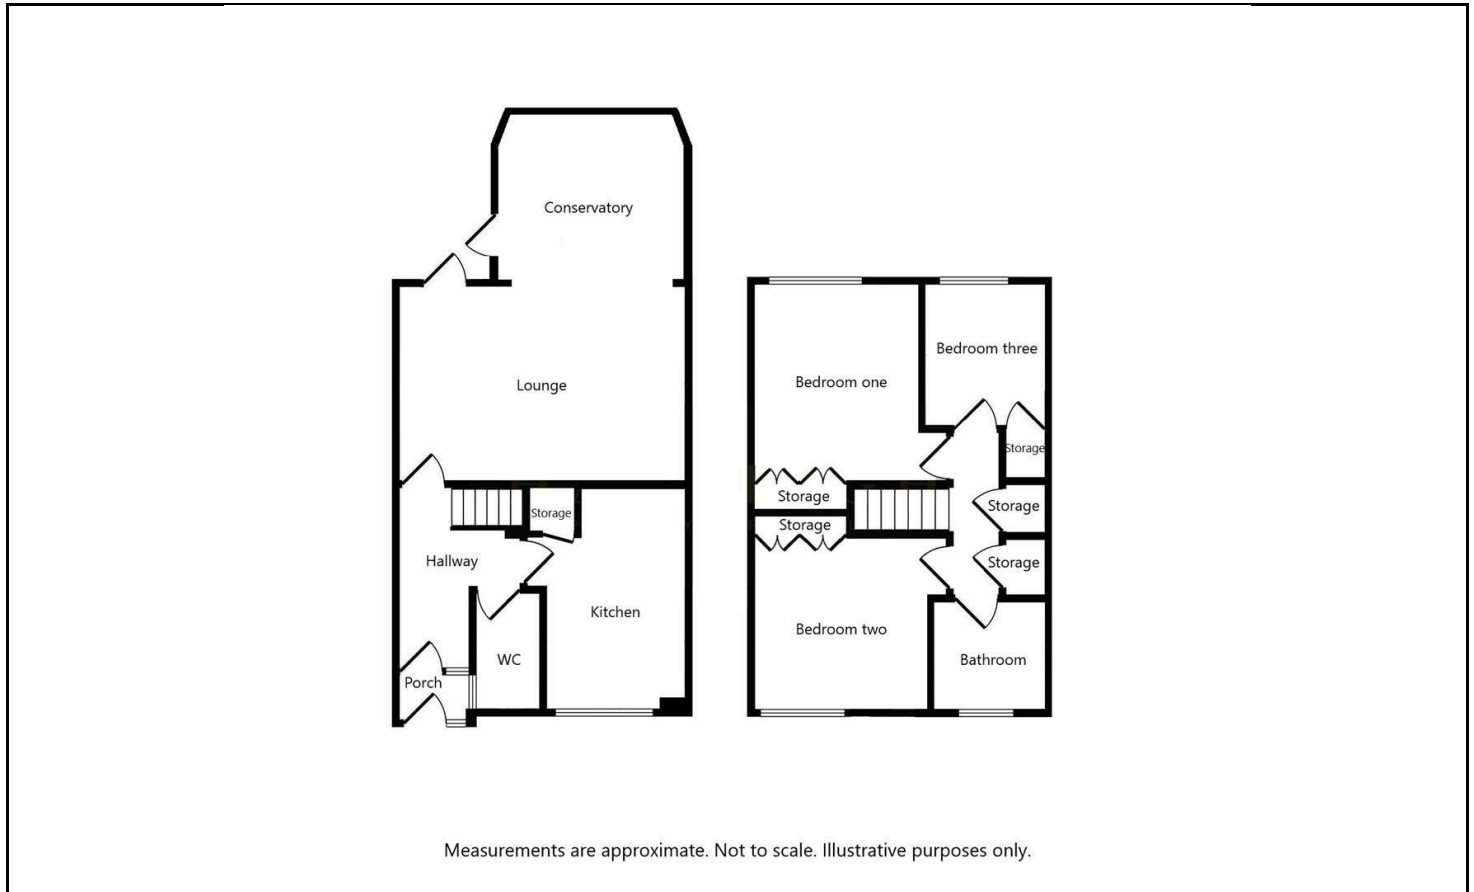 Conservatory
Lounge
Storage
Hallway
Kitchen
WC
Porch
Bedroom three
Bedroom one
Storage
Storage
Storage
Storage
Storage
Bedroom two
Bathroom
Measurements are approximate. Not to scale. Illustrative purposes only.